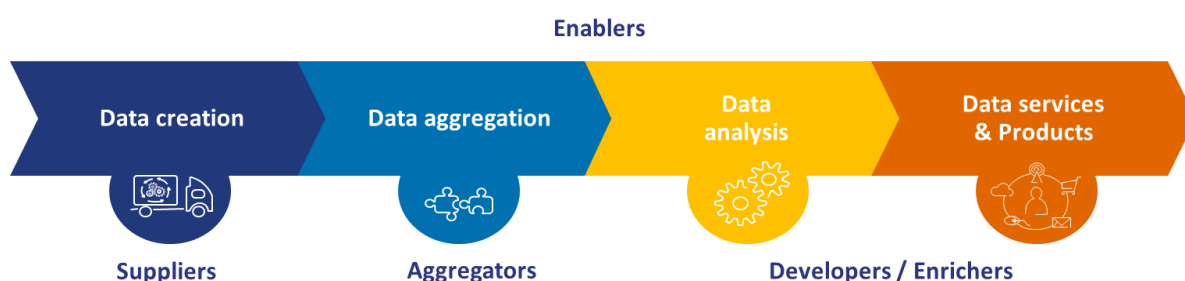 Enablers
Data creation
Data aggregation
Data
analysis
Data services
& Products
Suppliers
Aggregators
Developers / Enrichers